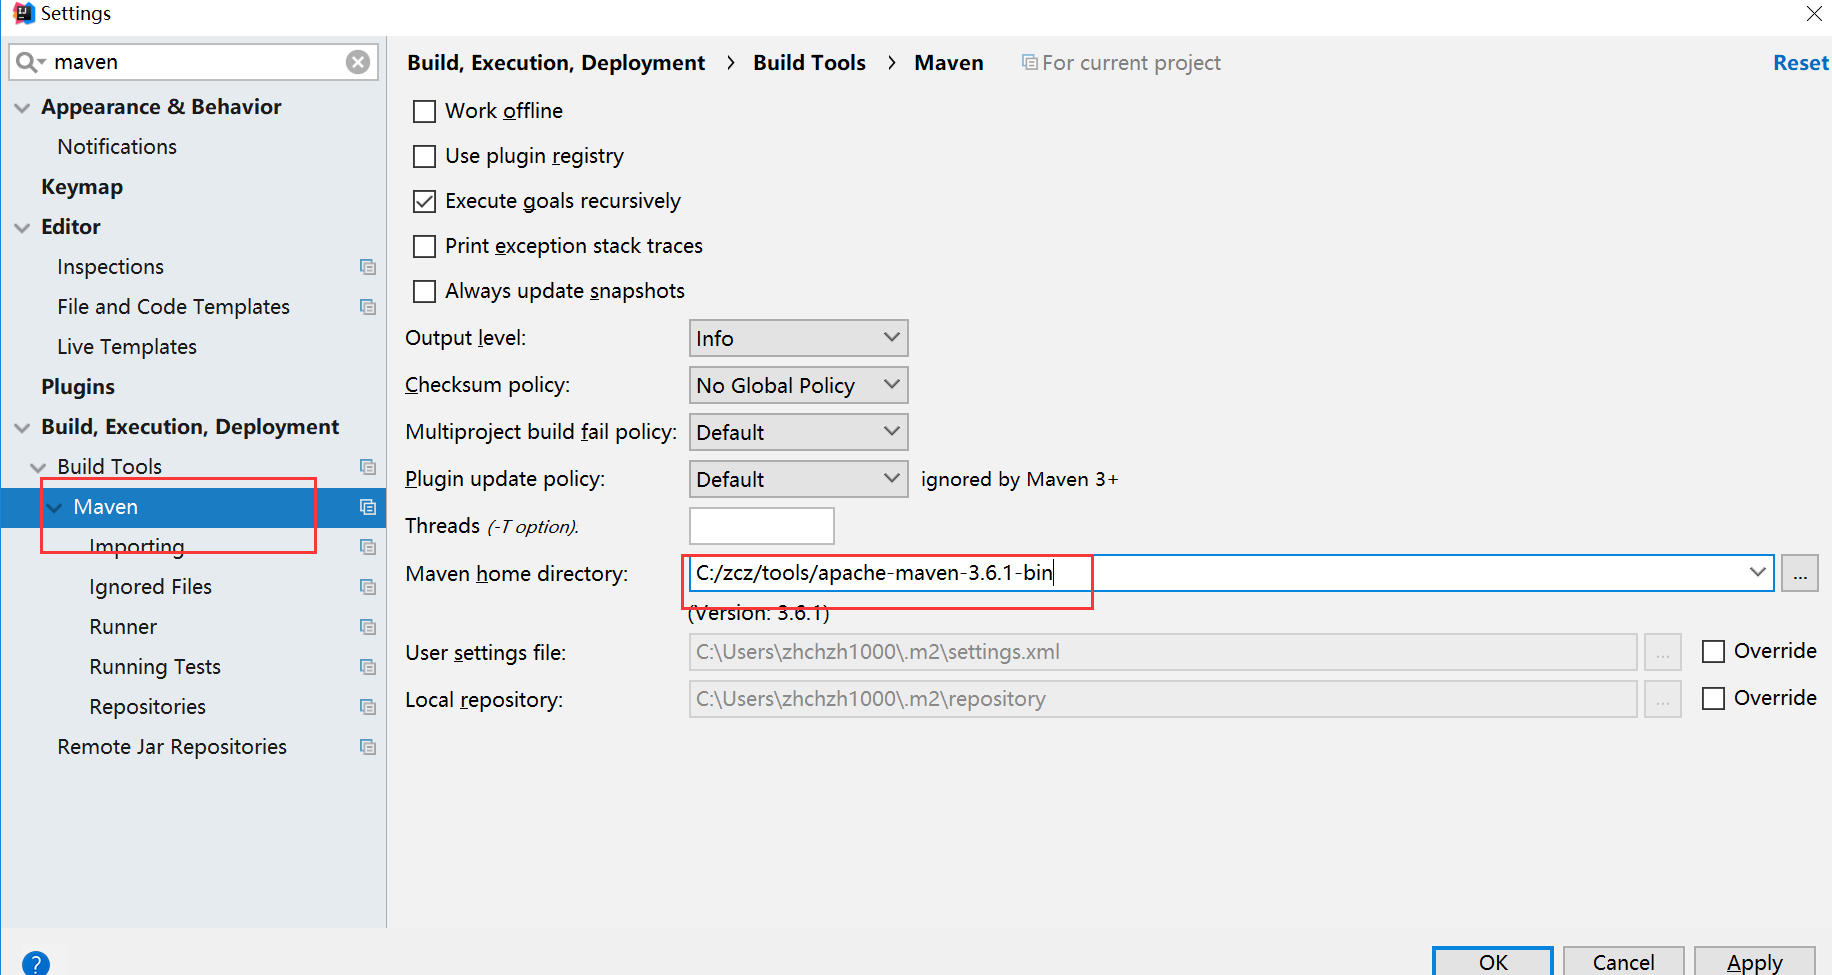 Settings
maven
Appearance & Behavior
Notifications
Keymap
Editor
Inspections
File and Code Templates
Live Templates
Plugins
Build, Execution, Deployment
Build Tools
Maven
Importing
Ignored Files
Runner
Running Tests
Repositories
Remote Jar Repositories
Build, Execution, Deployment › Build Tools › Maven For current project Reset
Work offline
Use plugin registry
Execute goals recursively
Print exception stack traces
Always update snapshots
Output level: Info
Checksum policy: No Global Policy
Multiproject build fail policy: Default
Plugin update policy: Default ignored by Maven 3+
Threads (-T option).
Maven home directory: C:/zcz/tools/apache-maven-3.6.1-bin ...
(Version: 3.6.1)
User settings file: C:\Users\zhchzh1000\.m2\settings.xml ... Override
Local repository: C:\Users\zhchzh1000\.m2\repository ... Override
? OK Cancel Apply